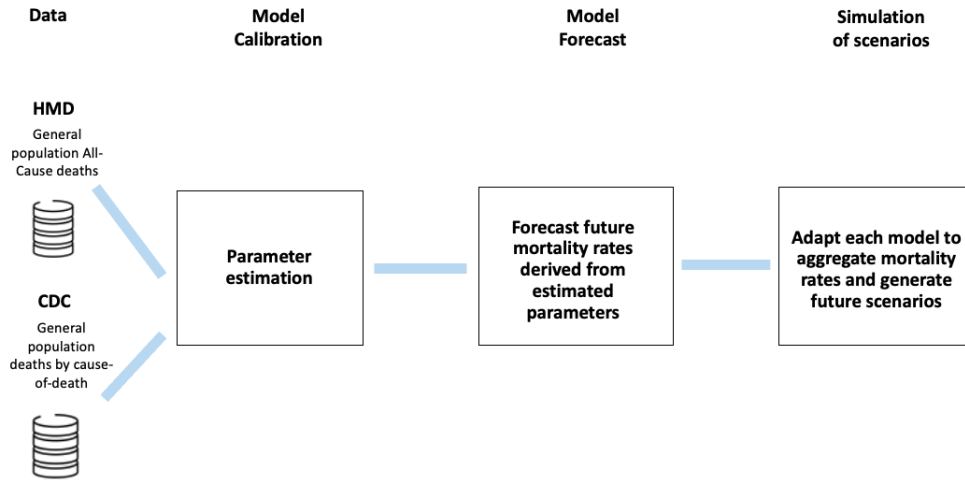 Data
Model
Calibration
Model
Forecast
Simulation
of scenarios
HMD
General
population All-
Cause deaths
CDC
General
population
deaths by cause-
of-death
Parameter
estimation
Forecast future
mortality rates
derived from
estimated
parameters
Adapt each model to
aggregate mortality
rates and generate
future scenarios